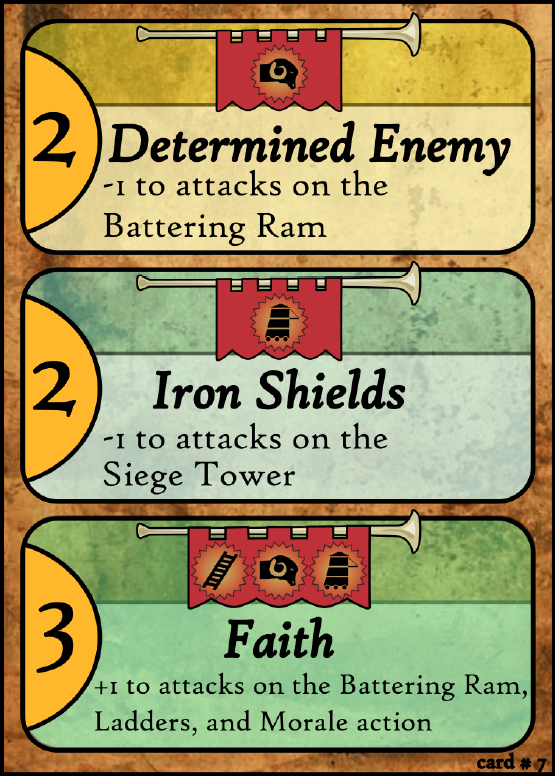 2
Determined Enemy
-1 to attacks on the
Battering Ram
2
Iron Shields
-1 to attacks on the
Siege Tower
3
Faith
+1 to attacks on the Battering Ram,
Ladders, and Morale action
card # 7